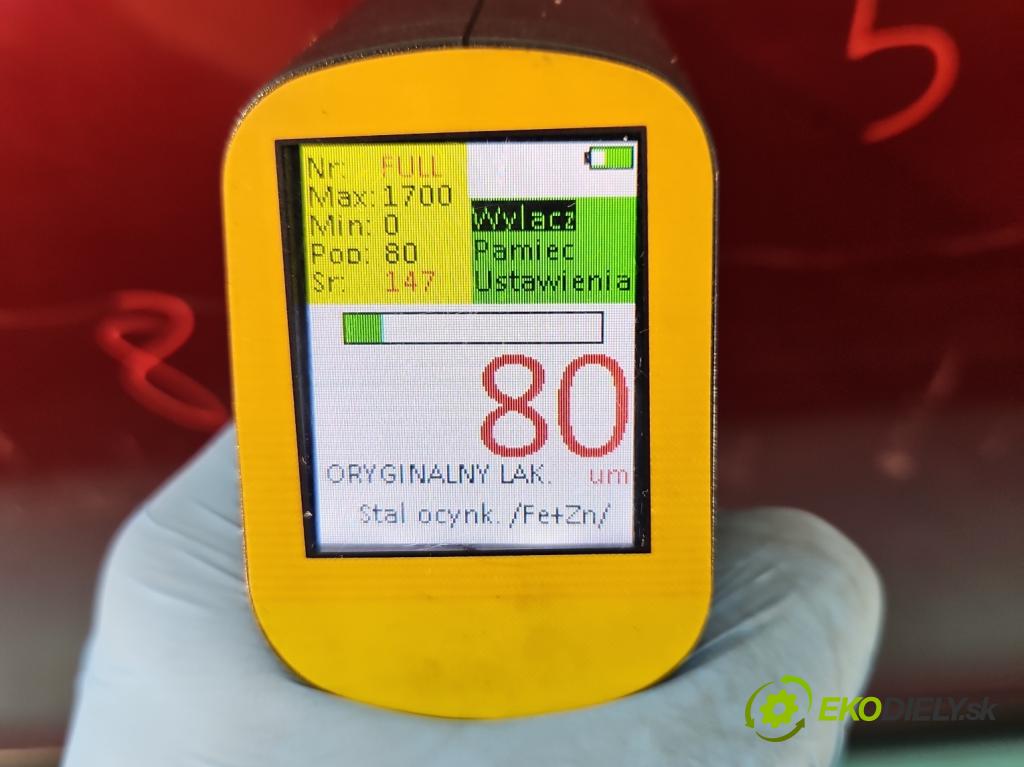 5
8
Nr: FULL
Max: 1700
Min: 0
Pop: 80
Sr: 147
Wylacz
Pamiec
Ustawienia
80
ORYGINALNY LAK. um
Stal ocynk. /Fe+Zn/
EKODIELY.sk